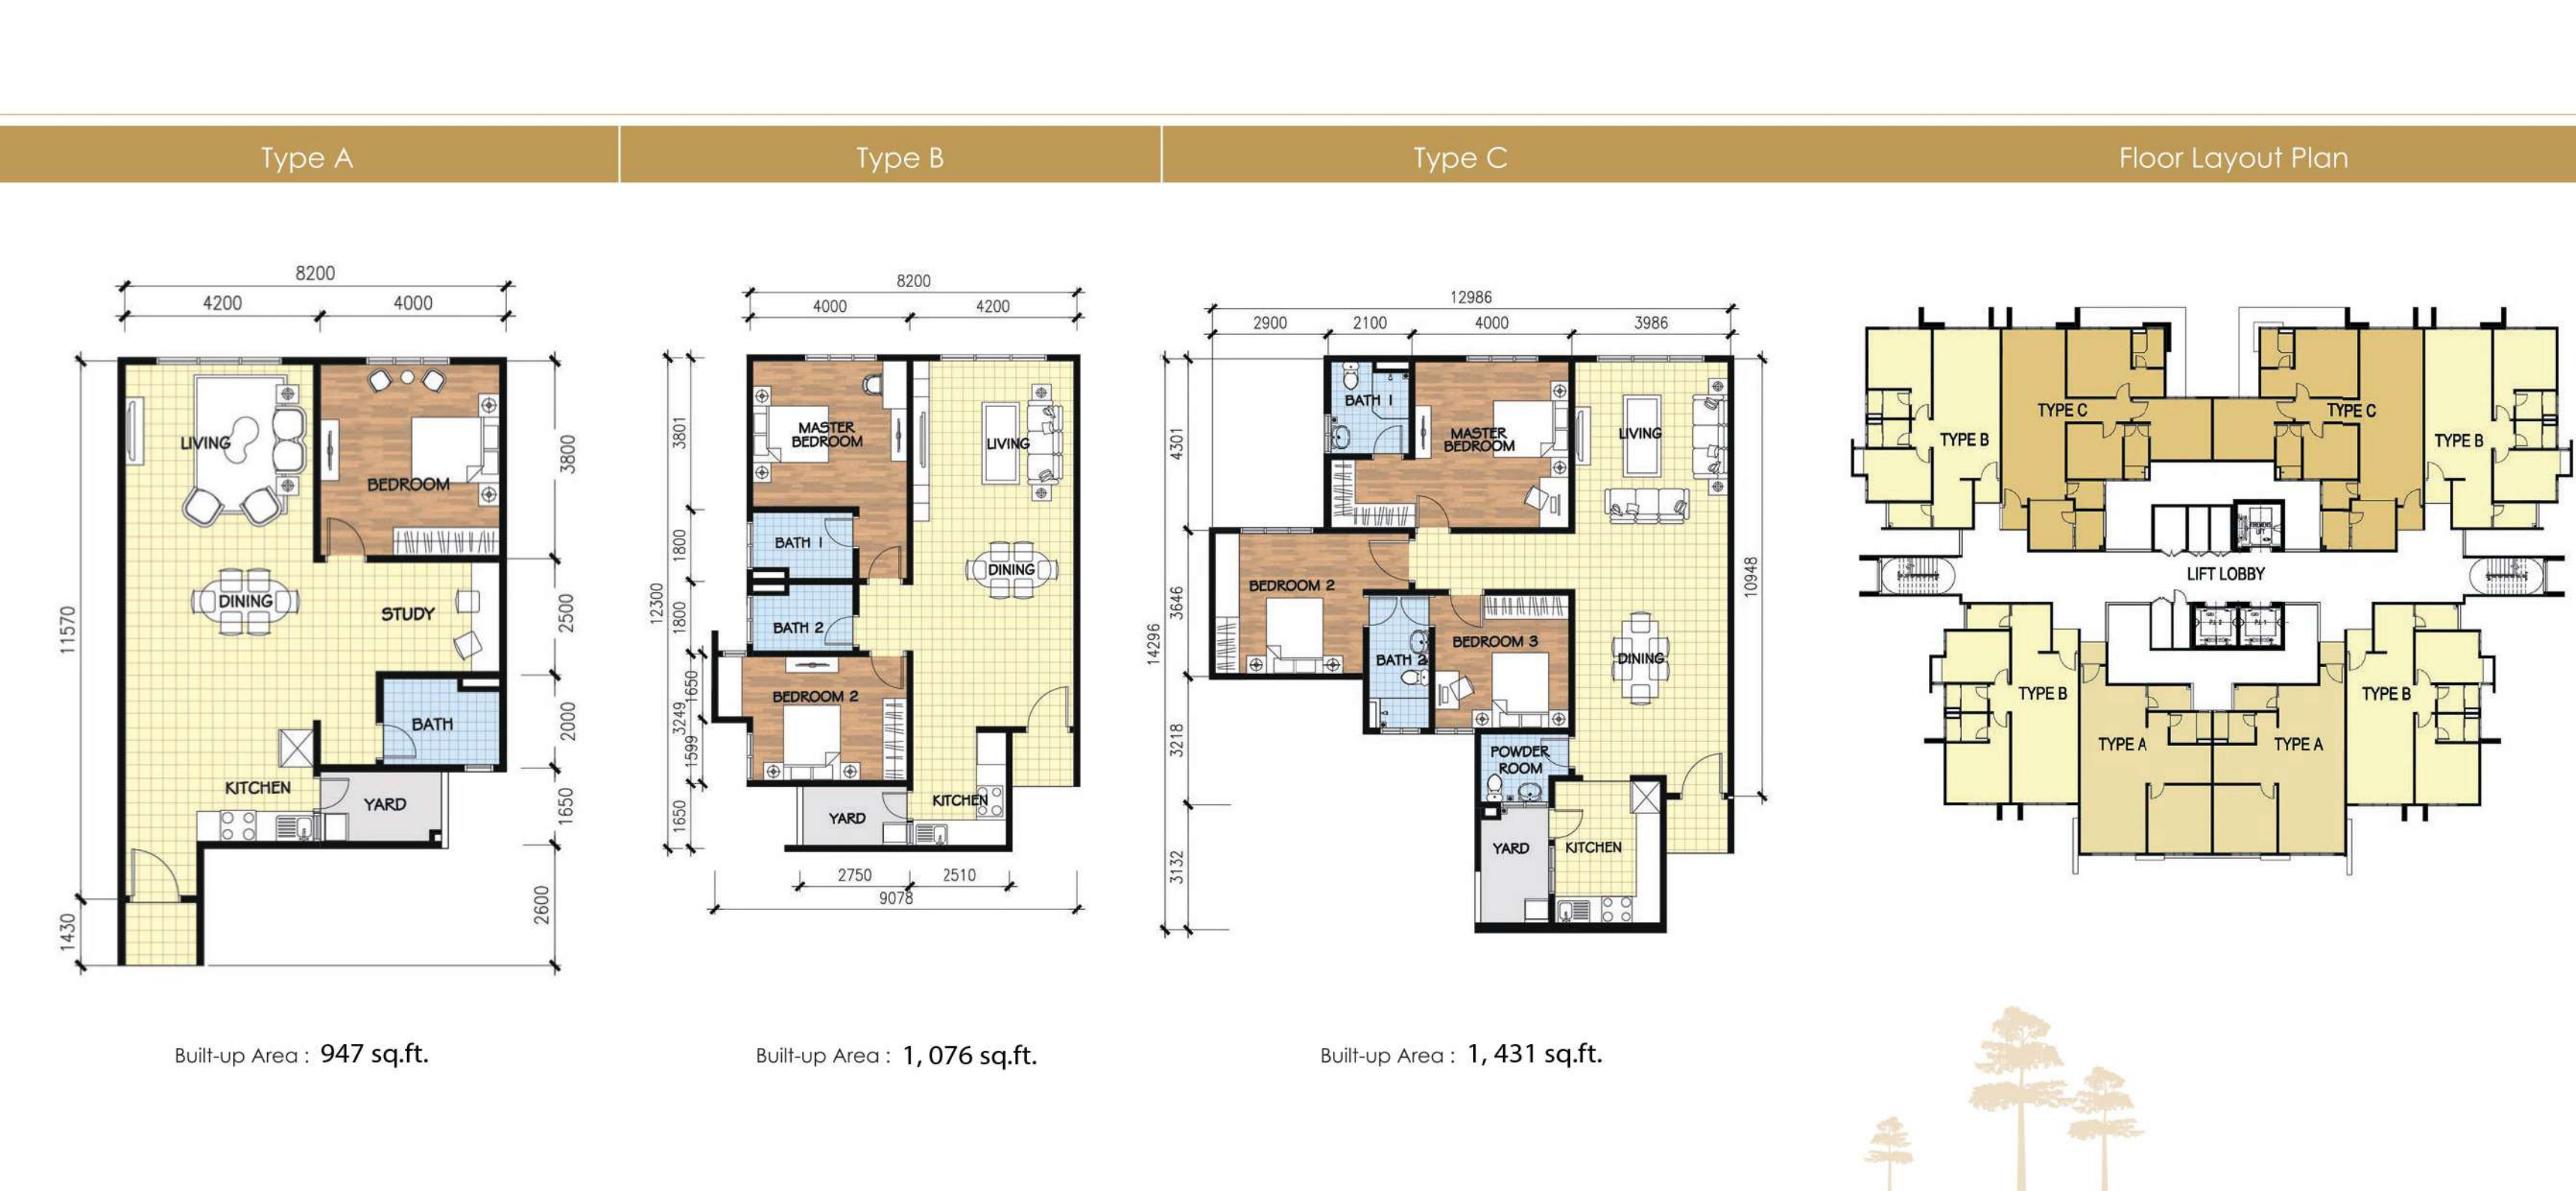 Type A
Type B
Type C
Floor Layout Plan
8200
4200
4000
11570
1430
3800
2500
2000
1650
2600
LIVING
BEDROOM
DINING
STUDY
BATH
KITCHEN
YARD
Built-up Area : 947 sq.ft.
8200
4000
4200
12300
3801
1800
1800
3249
1650
1599
1650
MASTER
BEDROOM
LIVING
BATH 1
DINING
BATH 2
BEDROOM 2
KITCHEN
YARD
2750
2510
9078
Built-up Area : 1, 076 sq.ft.
12986
2900
2100
4000
3986
14296
4301
3646
3218
3132
10948
BATH 1
MASTER
BEDROOM
LIVING
BEDROOM 2
BEDROOM 3
BATH 2
DINING
POWDER
ROOM
YARD
KITCHEN
Built-up Area : 1, 431 sq.ft.
TYPE C
TYPE C
TYPE B
TYPE B
LIFT LOBBY
TYPE B
TYPE B
TYPE A
TYPE A